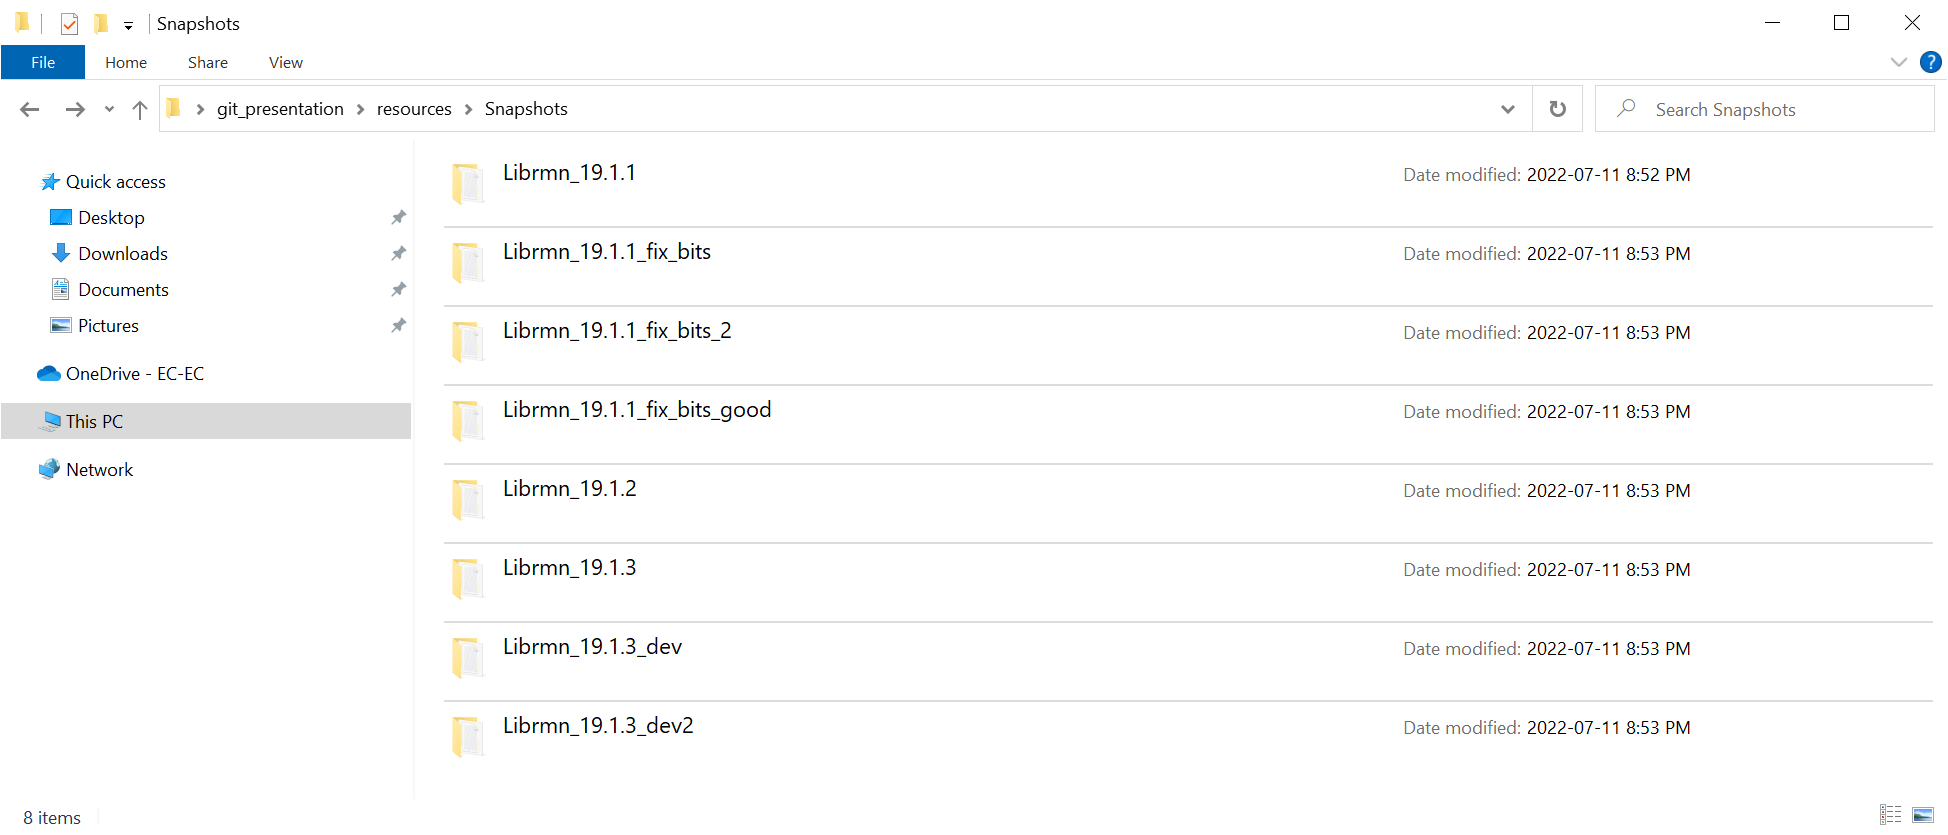 Snapshots
File Home Share View
?
git_presentation resources Snapshots
Search Snapshots
Quick access
Desktop
Downloads
Documents
Pictures
OneDrive - EC-EC
This PC
Network
Librmn_19.1.1 Date modified: 2022-07-11 8:52 PM
Librmn_19.1.1_fix_bits Date modified: 2022-07-11 8:53 PM
Librmn_19.1.1_fix_bits_2 Date modified: 2022-07-11 8:53 PM
Librmn_19.1.1_fix_bits_good Date modified: 2022-07-11 8:53 PM
Librmn_19.1.2 Date modified: 2022-07-11 8:53 PM
Librmn_19.1.3 Date modified: 2022-07-11 8:53 PM
Librmn_19.1.3_dev Date modified: 2022-07-11 8:53 PM
Librmn_19.1.3_dev2 Date modified: 2022-07-11 8:53 PM
8 items